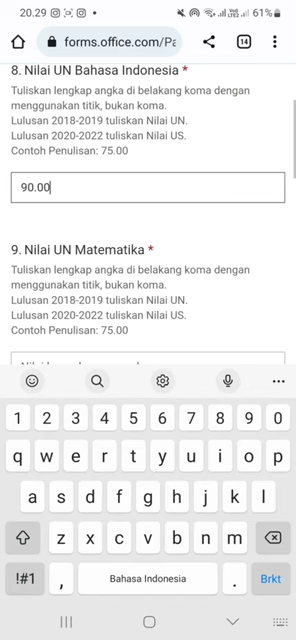 20.29
61%
forms.office.com/Pa
14
8. Nilai UN Bahasa Indonesia *
Tuliskan lengkap angka di belakang koma dengan
menggunakan titik, bukan koma.
Lulusan 2018-2019 tuliskan Nilai UN.
Lulusan 2020-2022 tuliskan Nilai US.
Contoh Penulisan: 75.00
90.00
9. Nilai UN Matematika *
Tuliskan lengkap angka di belakang koma dengan
menggunakan titik, bukan koma.
Lulusan 2018-2019 tuliskan Nilai UN.
Lulusan 2020-2022 tuliskan Nilai US.
Contoh Penulisan: 75.00
1 2 3 4 5 6 7 8 9 0
q w e r t y u i o p
a s d f g h j k l
z x c v b n m
!#1 , Bahasa Indonesia . Brkt